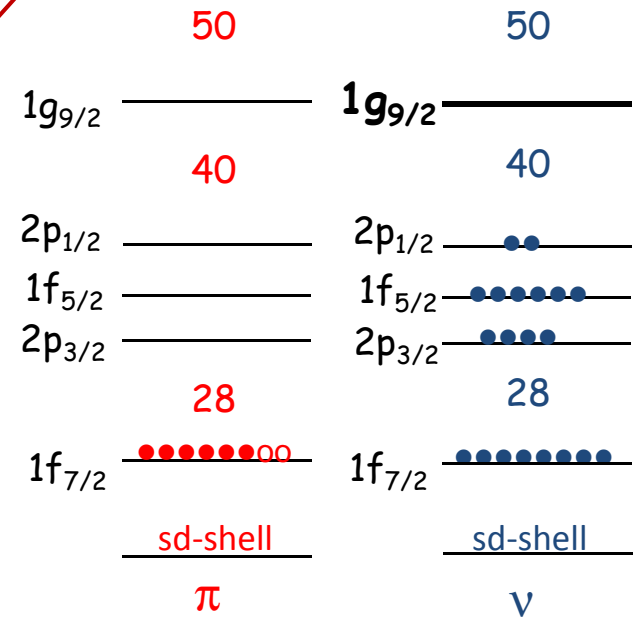 50 50
1g9/2 1g9/2
40 40
2p1/2 2p1/2
1f5/2 1f5/2
2p3/2 2p3/2
28 28
1f7/2 oo 1f7/2
sd-shell sd-shell
π ν